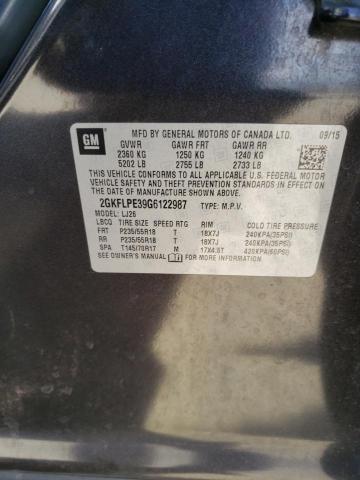 GM MFD BY GENERAL MOTORS OF CANADA LTD. 09/15
GVWR GAWR FRT GAWR RR
2360 KG 1250 KG 1240 KG
5202 LB 2755 LB 2733 LB
THIS VEHICLE CONFORMS TO ALL APPLICABLE U.S. FEDERAL MOTOR
VEHICLE SAFETY AND THEFT PREVENTION STANDARDS IN EFFECT ON
THE DATE OF MANUFACTURE SHOWN ABOVE.
2GKFLPE39G6122987 TYPE: M.P.V.
MODEL: LJ26
LBCQ TIRE SIZE SPEED RTG RIM COLD TIRE PRESSURE
FRT P235/55R18 T 18X7J 240KPA(35PSI)
RR P235/55R18 T 18X7J 240KPA(35PSI)
SPA T145/70R17 M 17X4.5T 420KPA(60PSI)
SEE OWNER'S MANUAL FOR ADDITIONAL INFORMATION